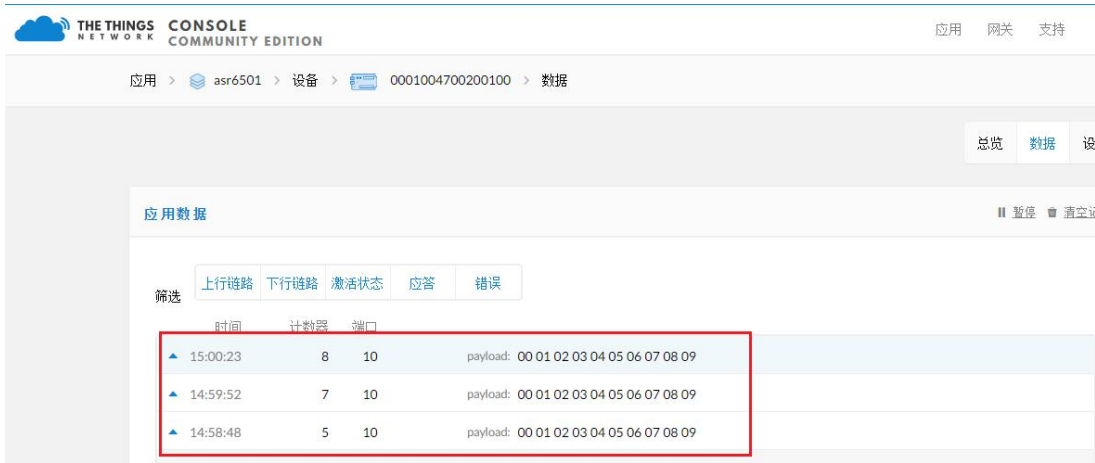 THE THINGS NETWORK CONSOLE COMMUNITY EDITION
应用 网关 支持
应用 > asr6501 > 设备 > 0001004700200100 > 数据
总览 数据 设
应用数据
暂停 清空记
筛选 上行链路 下行链路 激活状态 应答 错误
时间 计数器 端口
15:00:23 8 10 payload: 00 01 02 03 04 05 06 07 08 09
14:59:52 7 10 payload: 00 01 02 03 04 05 06 07 08 09
14:58:48 5 10 payload: 00 01 02 03 04 05 06 07 08 09